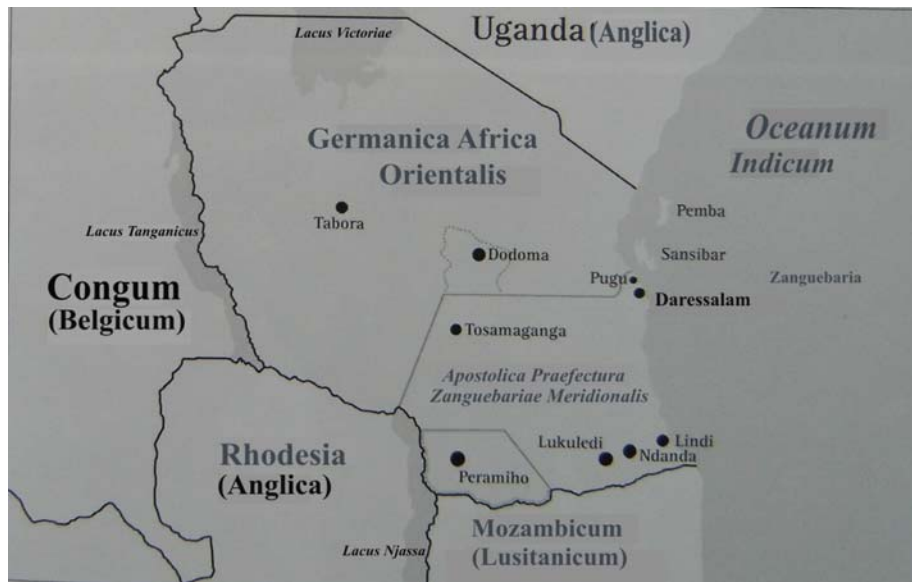 Lacus Victoriae
Uganda (Anglica)
Germanica Africa
Orientalis
Oceanum
Indicum
Tabora
Pemba
Lacus Tanganicus
Dodoma
Sansibar
Pugu
Zanguebaria
Congum
(Belgicum)
Daressalam
Tosamaganga
Apostolica Praefectura
Zanguebariae Meridionalis
Rhodesia
(Anglica)
Lukuledi
Lindi
Ndanda
Peramiho
Mozambicum
(Lusitanicum)
Lacus Njassa